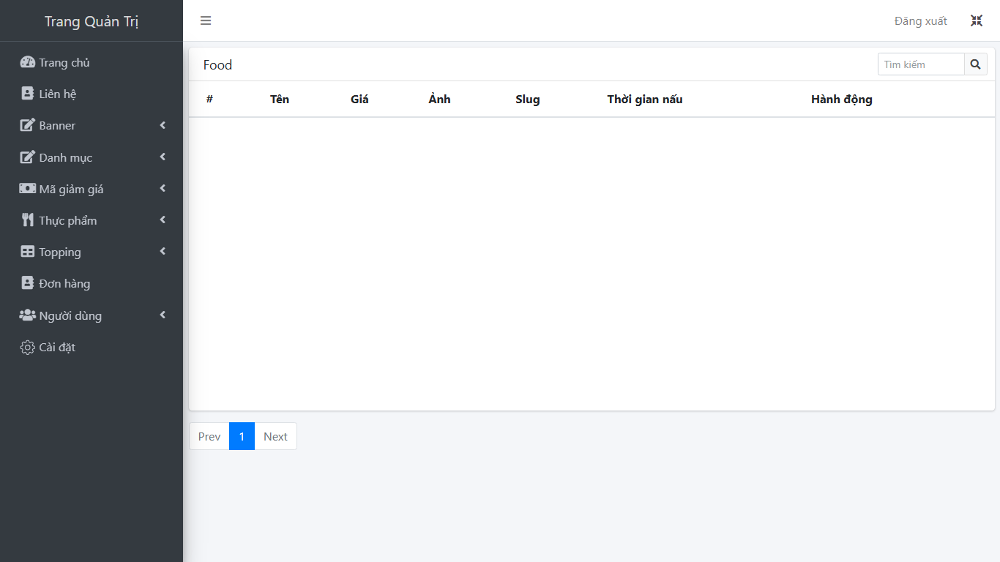 Trang Quản Trị
Trang chủ
Liên hệ
Banner
Danh mục
Mã giảm giá
Thực phẩm
Topping
Đơn hàng
Người dùng
Cài đặt
Đăng xuất
Food
Tìm kiếm
# Tên Giá Ảnh Slug Thời gian nấu Hành động
Prev 1 Next